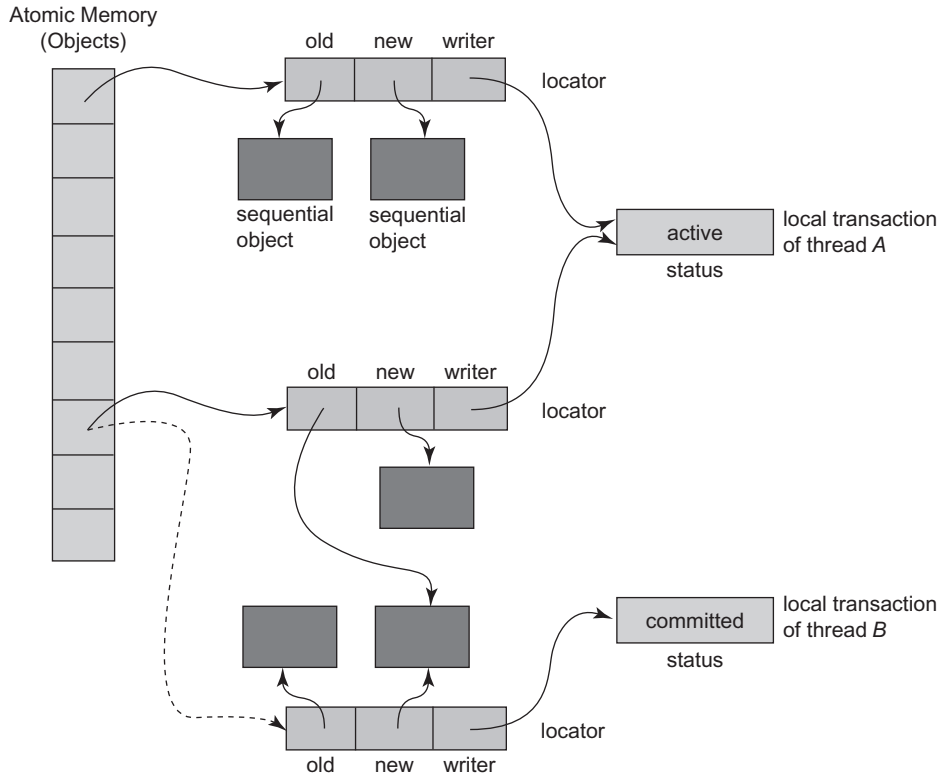 Atomic Memory
(Objects)
old new writer
locator
sequential
object
sequential
object
active
status
local transaction
of thread A
old new writer
locator
committed
status
local transaction
of thread B
locator
old new writer